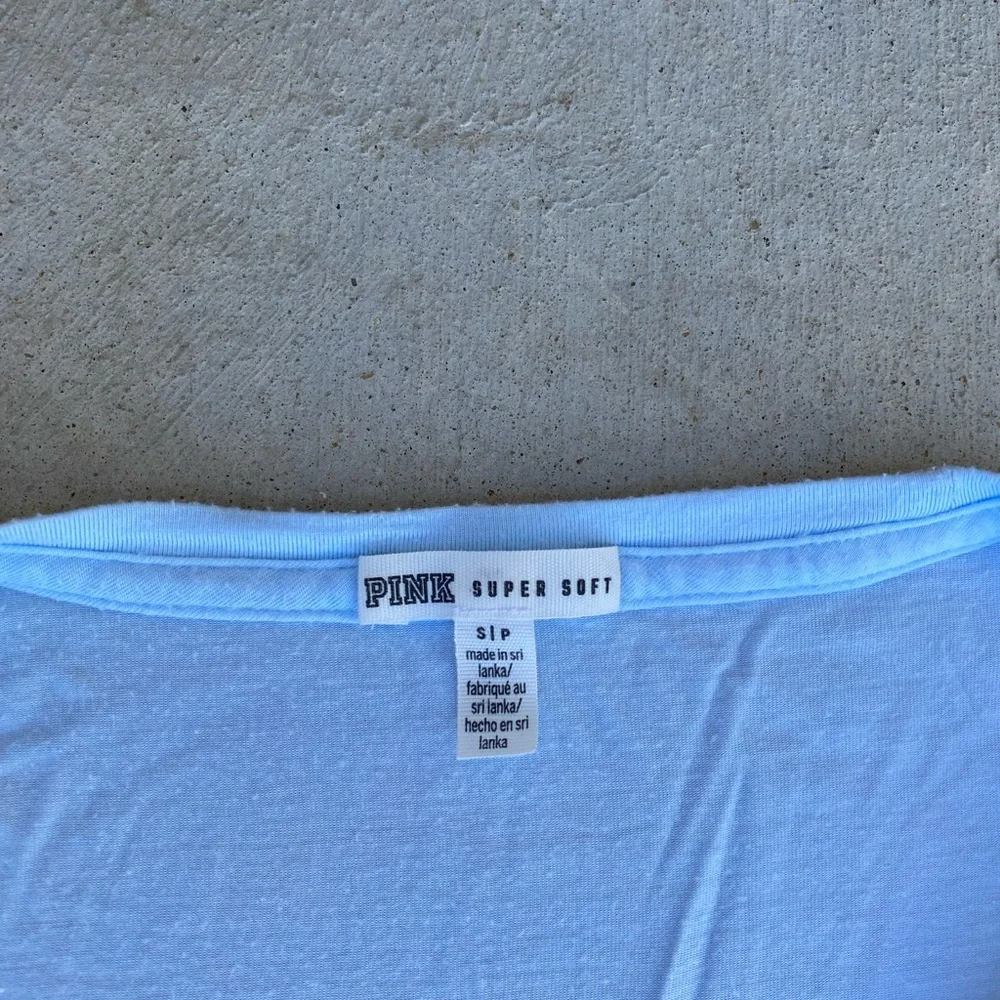 PINK SUPER SOFT
S|P
made in sri
lanka/
fabriqué au
sri lanka/
hecho en sri
lanka